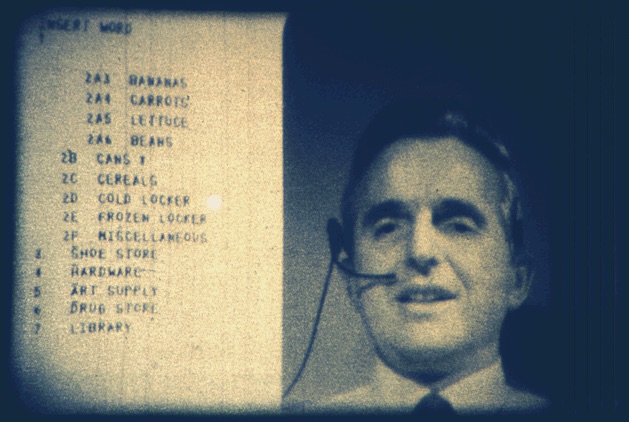 INSERT WORD
2A3 BANANAS
2A4 CARROTS
2A5 LETTUCE
2A6 BEANS
2B CANS
2C CEREALS
2D COLD LOCKER
2E FROZEN LOCKER
2F MISCELLANEOUS
3 SHOE STORE
4 HARDWARE
5 ART SUPPLY
6 DRUG STORE
7 LIBRARY